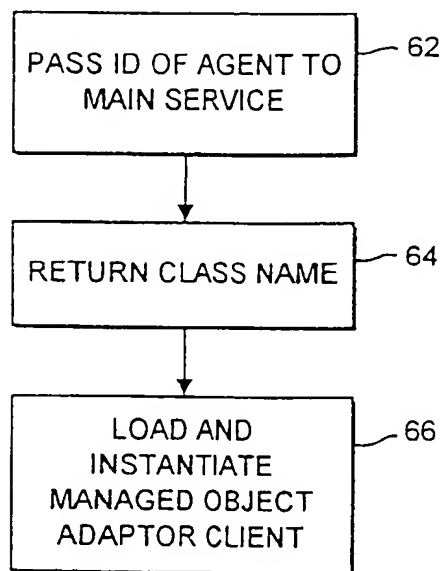 PASS ID OF AGENT TO
MAIN SERVICE
62
RETURN CLASS NAME
64
LOAD AND
INSTANTIATE
MANAGED OBJECT
ADAPTOR CLIENT
66